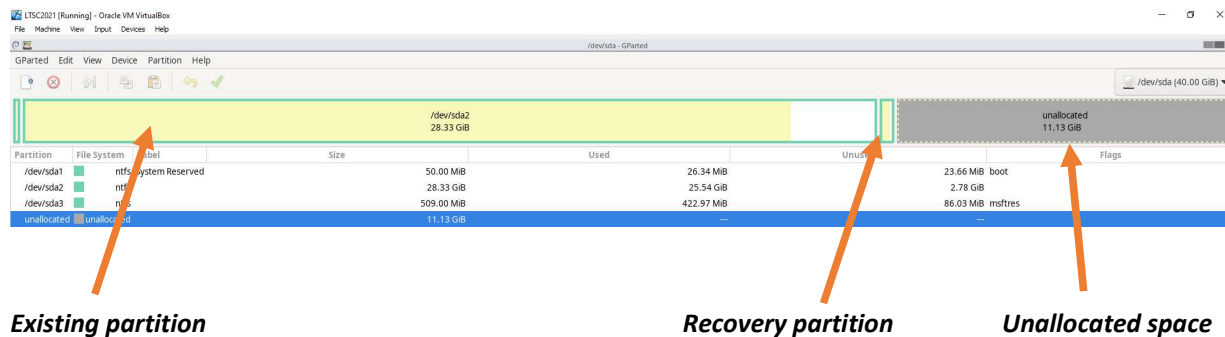 LTSC2021 [Running] - Oracle VM VirtualBox
File Machine View Input Devices Help
/dev/sda - GParted
GParted Edit View Device Partition Help
/dev/sda (40.00 GiB)
/dev/sda2
28.33 GiB
unallocated
11.13 GiB
Partition File System Label Size Used Unused Flags
/dev/sda1 ntfs System Reserved 50.00 MiB 26.34 MiB 23.66 MiB boot
/dev/sda2 ntfs 28.33 GiB 25.54 GiB 2.78 GiB
/dev/sda3 ntfs 509.00 MiB 422.97 MiB 86.03 MiB msftres
unallocated unallocated 11.13 GiB --- --- ---
Existing partition Recovery partition Unallocated space